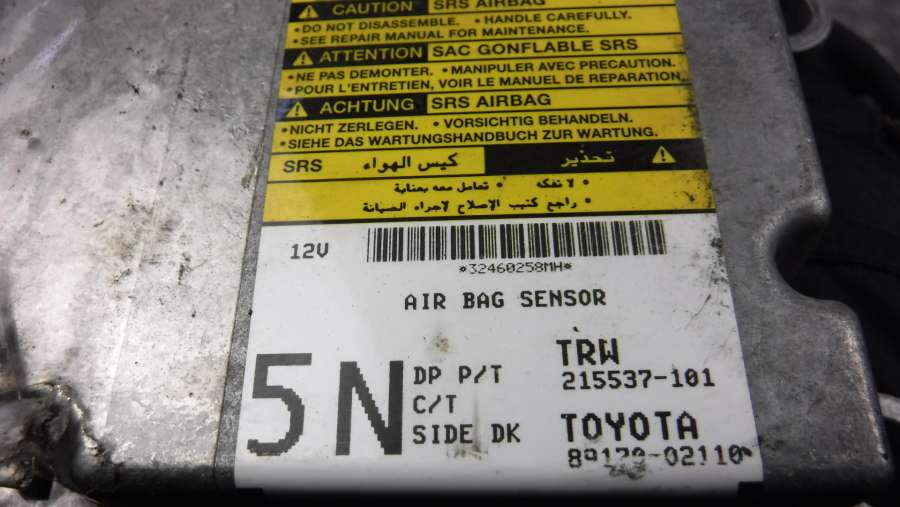 CAUTION SRS AIRBAG
•DO NOT DISASSEMBLE. •HANDLE CAREFULLY.
•SEE REPAIR MANUAL FOR MAINTENANCE.
ATTENTION SAC GONFLABLE SRS
•NE PAS DEMONTER. •MANIPULER AVEC PRECAUTION.
•POUR L'ENTRETIEN, VOIR LE MANUEL DE REPARATION.
ACHTUNG SRS AIRBAG
•NICHT ZERLEGEN. •VORSICHTIG BEHANDELN.
•SIEHE DAS WARTUNGSHANDBUCH ZUR WARTUNG.
تحذير كيس الهواء SRS
• لا تفكه • تعامل معه بعناية
• راجع كتيب الإصلاح لإجراء الصيانة
12V
*32460258MH*
AIR BAG SENSOR
5N
DP P/T
C/T
SIDE DK
TRW
215537-101
TOYOTA
89170-02110